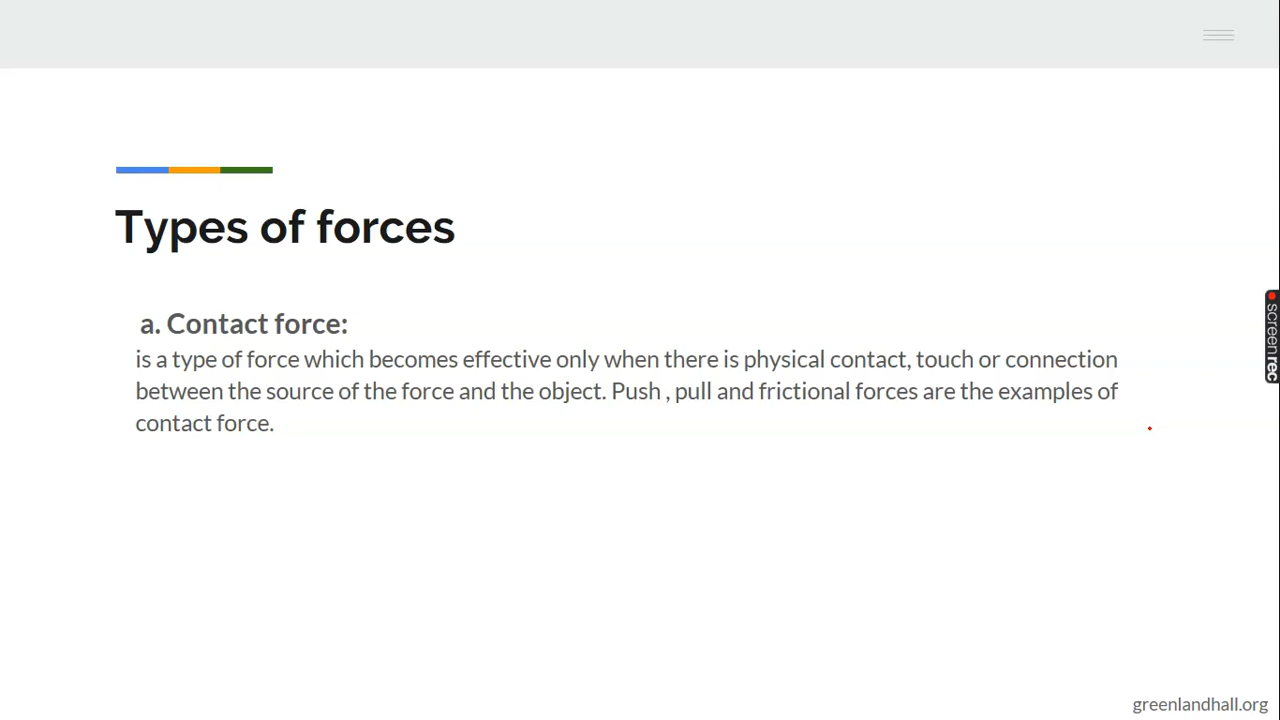 Types of forces
a. Contact force:
is a type of force which becomes effective only when there is physical contact, touch or connection
between the source of the force and the object. Push , pull and frictional forces are the examples of
contact force.
screenrec
greenlandhall.org